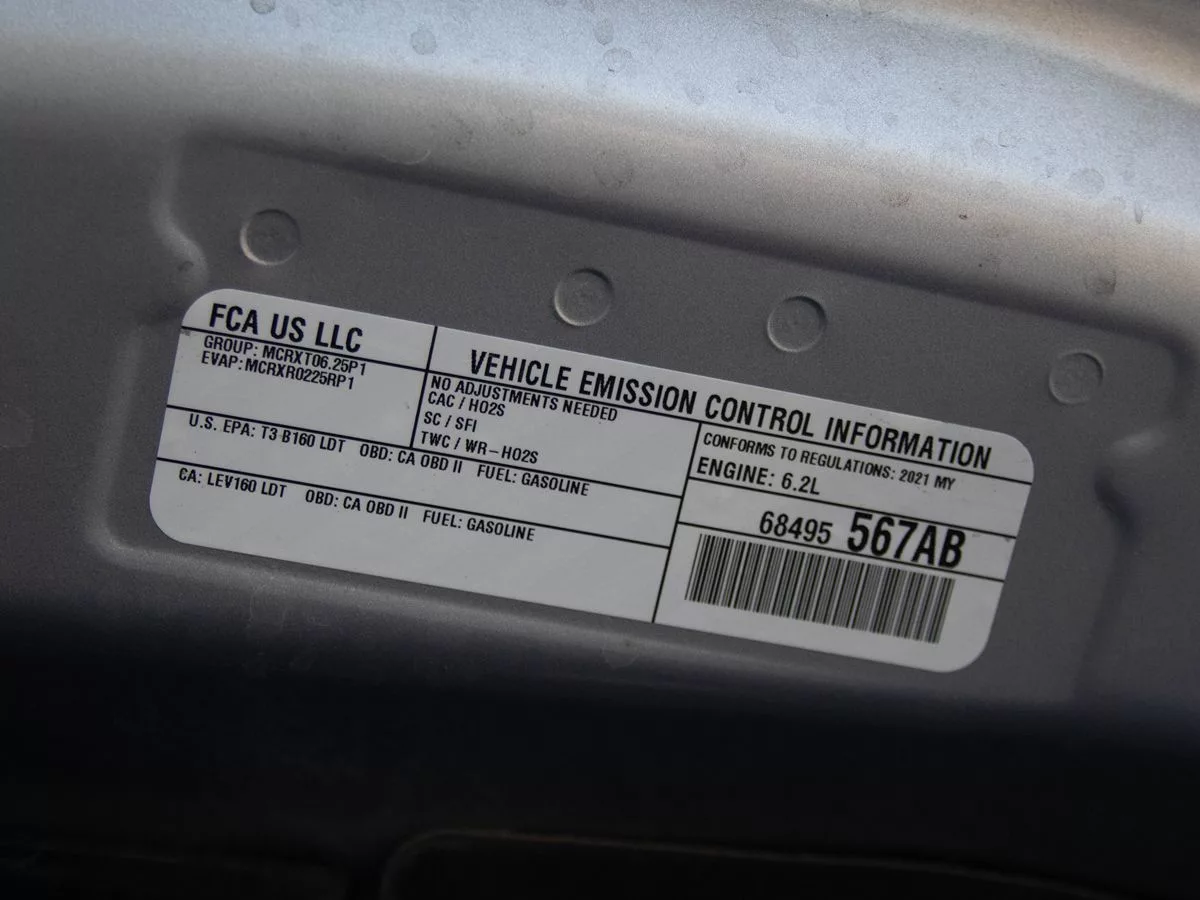 FCA US LLC
GROUP: MCRXT06.25P1
EVAP: MCRXR0225RP1
VEHICLE EMISSION CONTROL INFORMATION
NO ADJUSTMENTS NEEDED
CAC / HO2S
SC / SFI
TWC / WR-HO2S
CONFORMS TO REGULATIONS: 2021 MY
ENGINE: 6.2L
U.S. EPA: T3 B160 LDT OBD: CA OBD II FUEL: GASOLINE
CA: LEV160 LDT OBD: CA OBD II FUEL: GASOLINE
68495 567AB